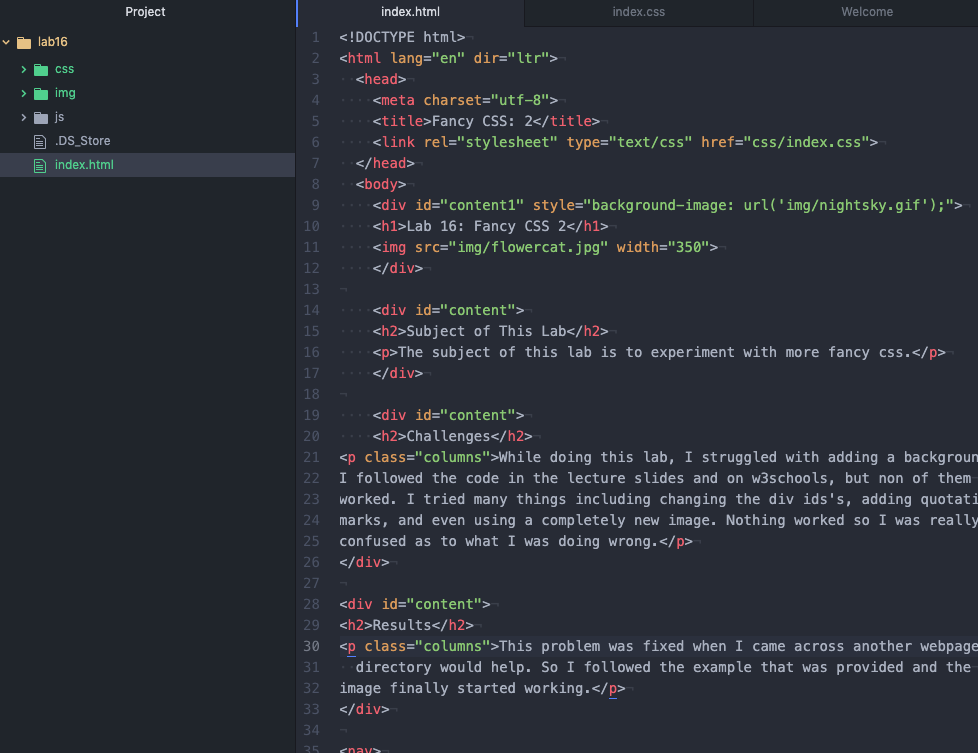 Project
lab16
css
img
js
.DS_Store
index.html
index.html index.css Welcome
1 <!DOCTYPE html>
2 <html lang="en" dir="ltr">
3 <head>
4 <meta charset="utf-8">
5 <title>Fancy CSS: 2</title>
6 <link rel="stylesheet" type="text/css" href="css/index.css">
7 </head>
8 <body>
9 <div id="content1" style="background-image: url('img/nightsky.gif');">
10 <h1>Lab 16: Fancy CSS 2</h1>
11 <img src="img/flowercat.jpg" width="350">
12 </div>
13
14 <div id="content">
15 <h2>Subject of This Lab</h2>
16 <p>The subject of this lab is to experiment with more fancy css.</p>
17 </div>
18
19 <div id="content">
20 <h2>Challenges</h2>
21 <p class="columns">While doing this lab, I struggled with adding a backgroun
22 I followed the code in the lecture slides and on w3schools, but non of them
23 worked. I tried many things including changing the div ids's, adding quotati
24 marks, and even using a completely new image. Nothing worked so I was really
25 confused as to what I was doing wrong.</p>
26 </div>
27
28 <div id="content">
29 <h2>Results</h2>
30 <p class="columns">This problem was fixed when I came across another webpage
31 directory would help. So I followed the example that was provided and the
32 image finally started working.</p>
33 </div>
34
35 <nav>